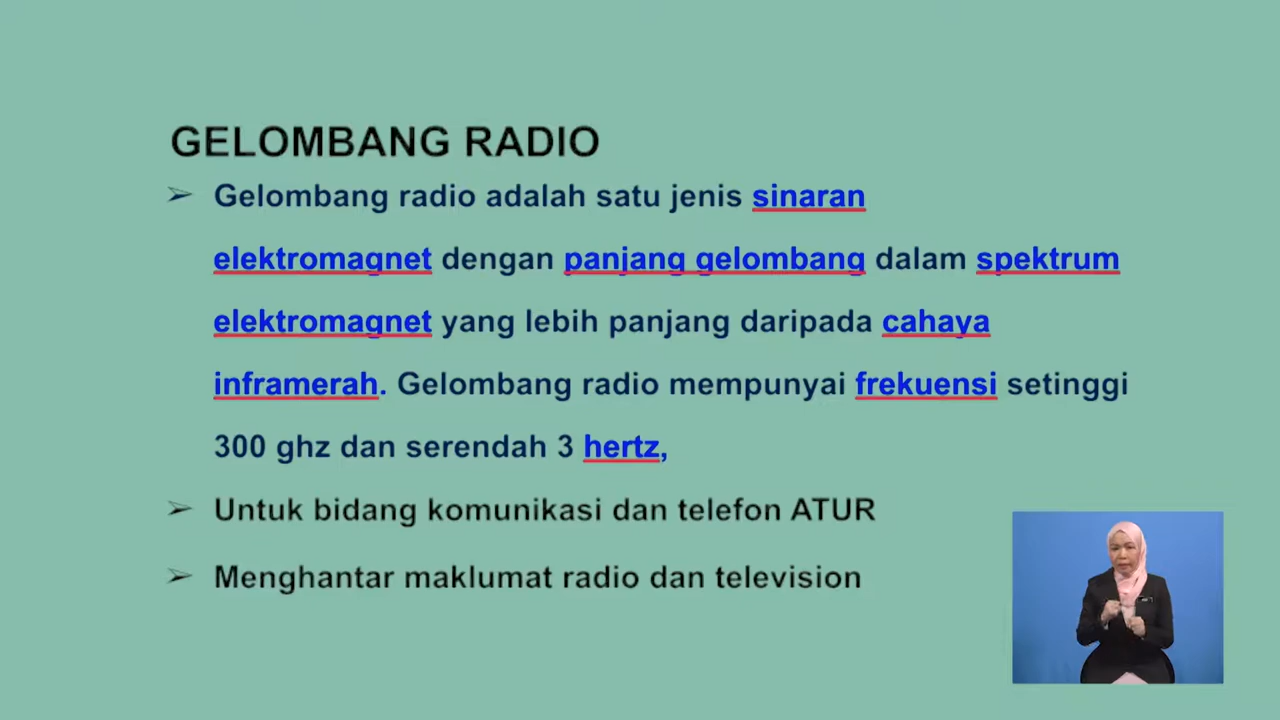 GELOMBANG RADIO
➢ Gelombang radio adalah satu jenis sinaran
elektromagnet dengan panjang gelombang dalam spektrum
elektromagnet yang lebih panjang daripada cahaya
inframerah. Gelombang radio mempunyai frekuensi setinggi
300 ghz dan serendah 3 hertz,
➢ Untuk bidang komunikasi dan telefon ATUR
➢ Menghantar maklumat radio dan television